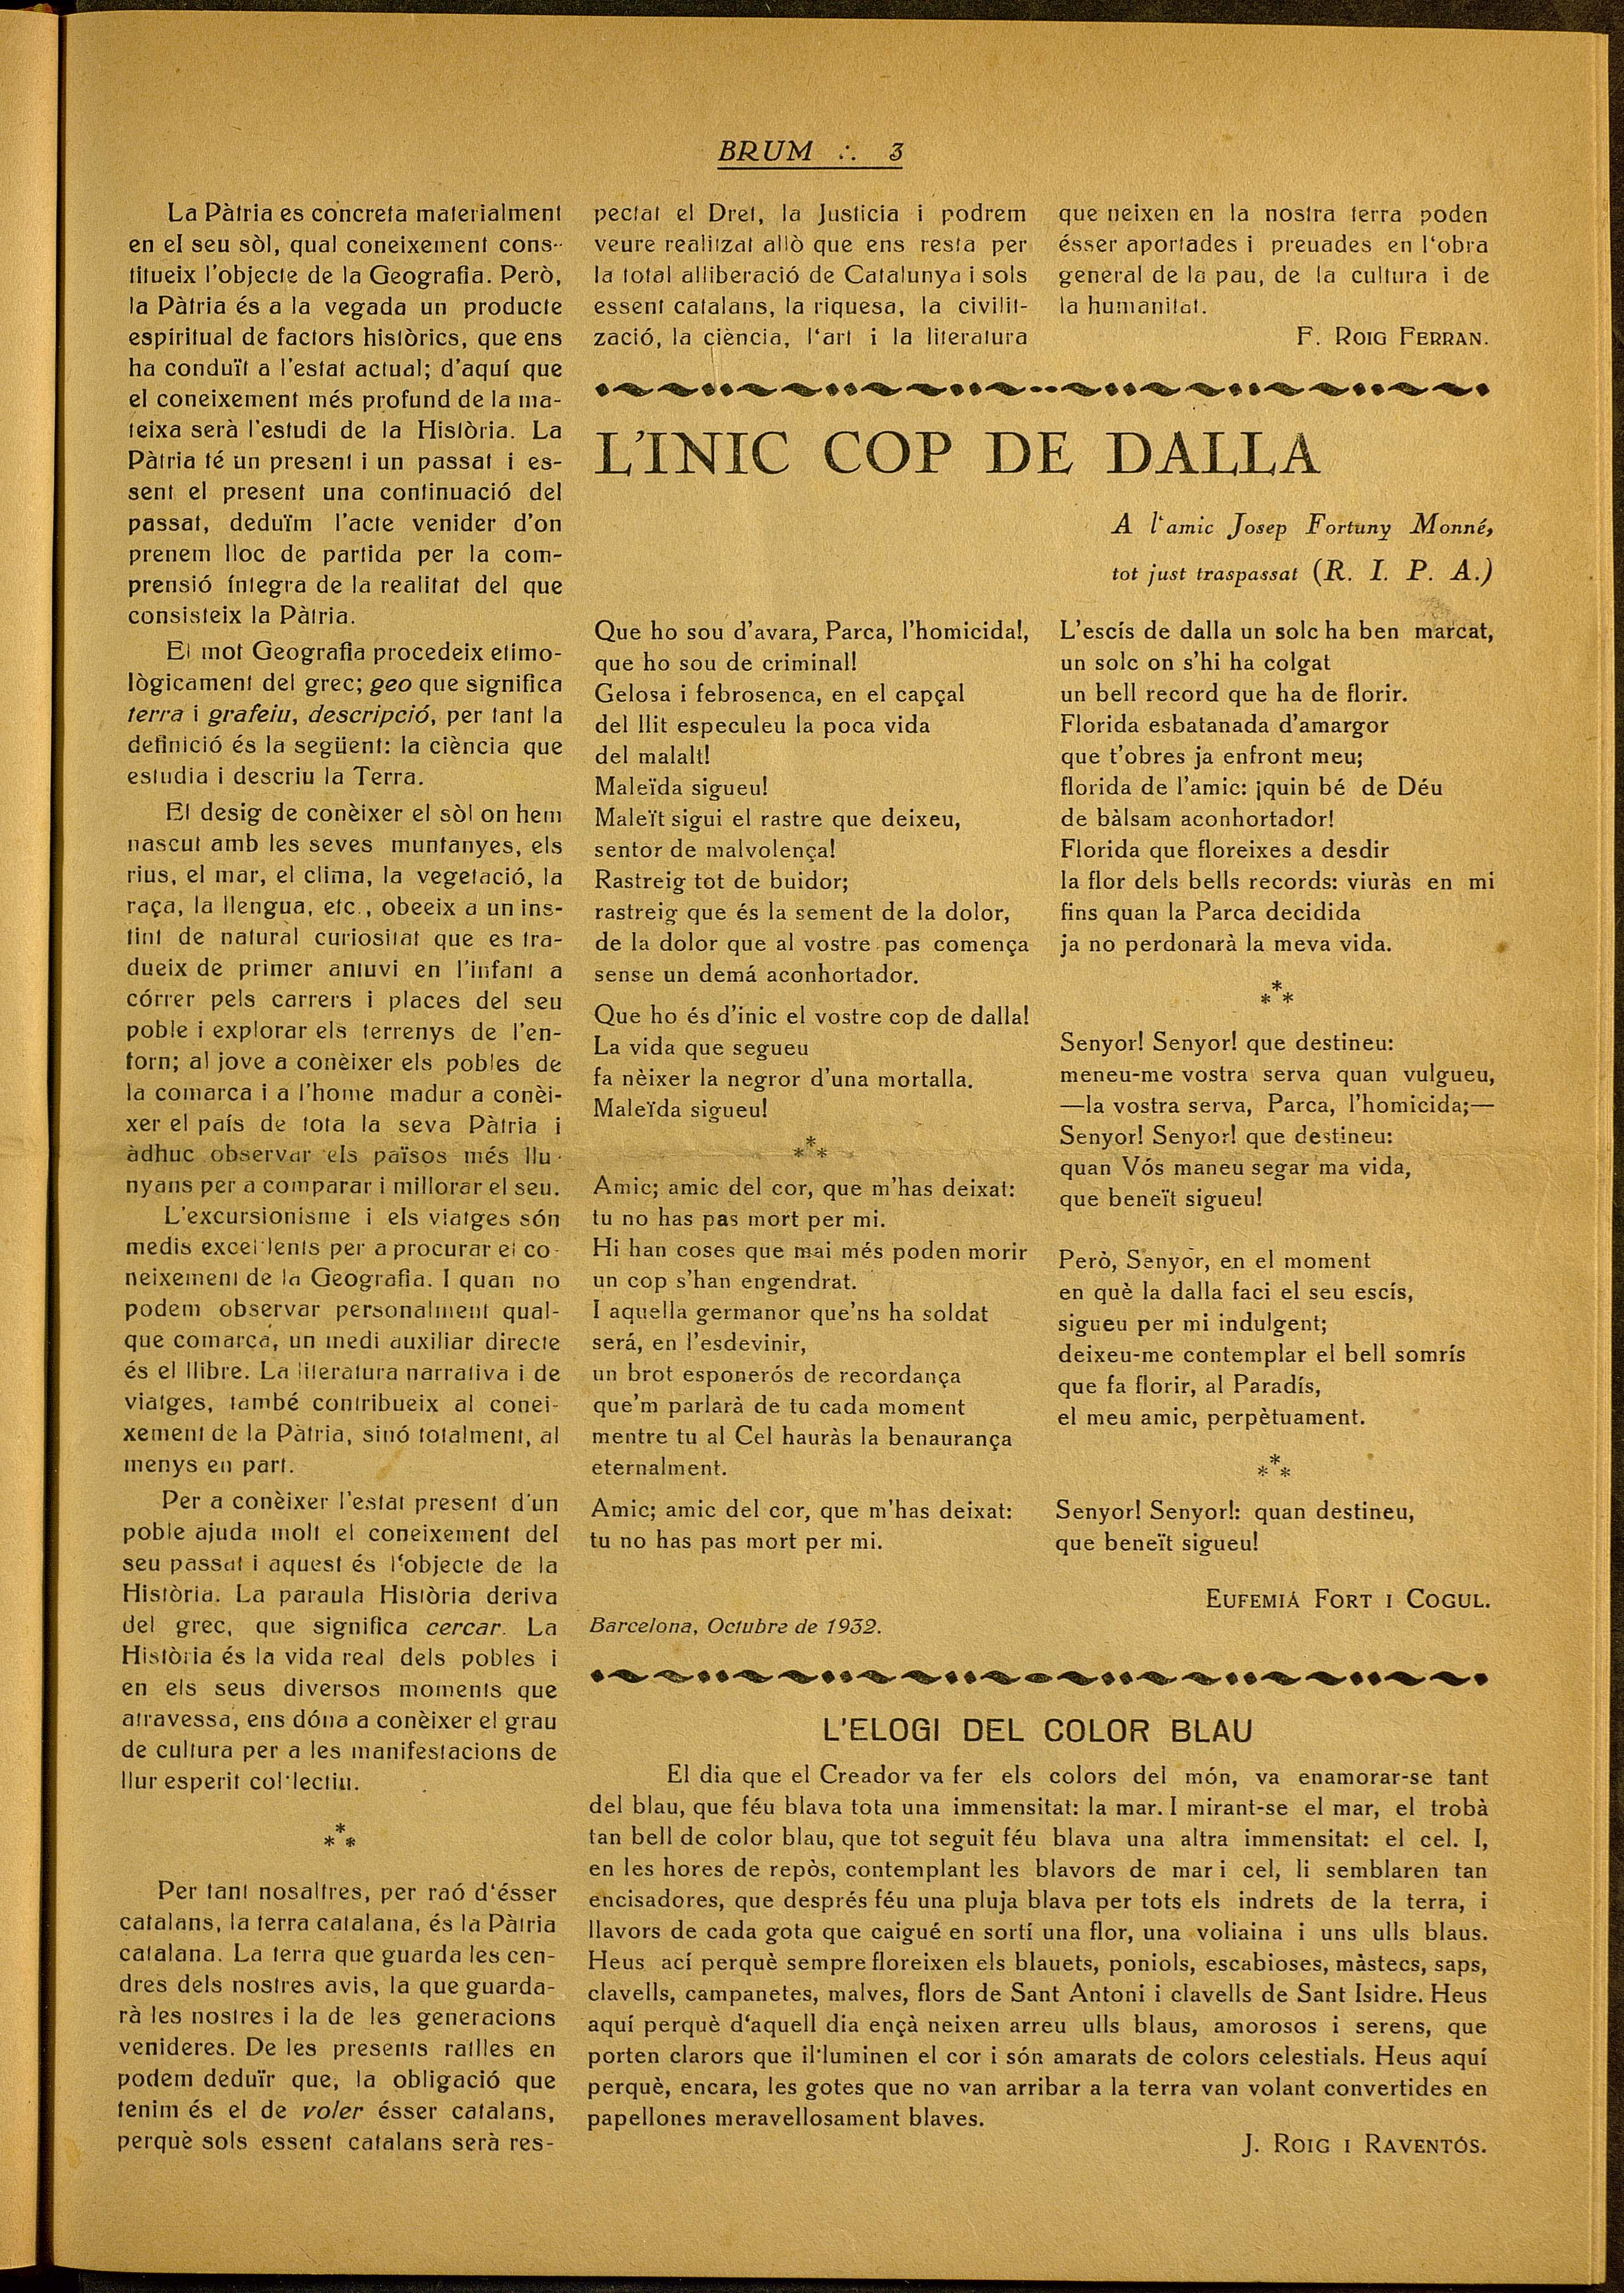 BRUM ∴ 3
La Pàtria es concreta materialment
en el seu sòl, qual coneixement cons-
titueix l'objecte de la Geografia. Però,
la Pàtria és a la vegada un producte
espiritual de factors històrics, que ens
ha conduït a l'estat actual; d'aquí que
el coneixement més profund de la ma-
teixa serà l'estudi de la Història. La
Pàtria té un present i un passat i es-
sent el present una continuació del
passat, deduïm l'acte venider d'on
prenem lloc de partida per la com-
prensió íntegra de la realitat del que
consisteix la Pàtria.
El mot Geografia procedeix etimo-
lògicament del grec; geo que significa
terra i grafeiu, descripció, per tant la
definició és la següent: la ciència que
estudia i descriu la Terra.
El desig de conèixer el sòl on hem
nascut amb les seves muntanyes, els
rius, el mar, el clima, la vegetació, la
raça, la llengua, etc., obeeix a un ins-
tint de natural curiositat que es tra-
dueix de primer antuvi en l'infant a
córrer pels carrers i places del seu
poble i explorar els terrenys de l'en-
torn; al jove a conèixer els pobles de
la comarca i a l'home madur a conèi-
xer el país de tota la seva Pàtria i
àdhuc observar els països més llu-
nyans per a comparar i millorar el seu.
L'excursionisme i els viatges són
medis excel·lents per a procurar el co-
neixement de la Geografia. I quan no
podem observar personalment qual-
que comarca, un medi auxiliar directe
és el llibre. La literatura narrativa i de
viatges, també contribueix al conei-
xement de la Pàtria, sinó totalment, al
menys en part.
Per a conèixer l'estat present d'un
poble ajuda molt el coneixement del
seu passat i aquest és l'objecte de la
Història. La paraula Història deriva
del grec, que significa cercar. La
Història és la vida real dels pobles i
en els seus diversos moments que
atravessa, ens dóna a conèixer el grau
de cultura per a les manifestacions de
llur esperit col·lectiu.
***
Per tant nosaltres, per raó d'ésser
catalans, la terra catalana, és la Pàtria
catalana. La terra que guarda les cen-
dres dels nostres avis, la que guarda-
rà les nostres i la de les generacions
venideres. De les presents ratlles en
podem deduïr que, la obligació que
tenim és el de voler ésser catalans,
perquè sols essent catalans serà res-
pectat el Dret, la Justícia i podrem
veure realitzat allò que ens resta per
la total alliberació de Catalunya i sols
essent catalans, la riquesa, la civilit-
zació, la ciència, l'art i la literatura
que neixen en la nostra terra poden
ésser aportades i preuades en l'obra
general de la pau, de la cultura i de
la humanitat.
F. ROIG FERRAN.
L'INIC COP DE DALLA
A l'amic Josep Fortuny Monné,
tot just traspassat (R. I. P. A.)
Que ho sou d'avara, Parca, l'homicida!,
que ho sou de criminal!
Gelosa i febrosenca, en el capçal
del llit especuleu la poca vida
del malalt!
Maleïda sigueu!
Maleït sigui el rastre que deixeu,
sentor de malvolença!
Rastreig tot de buidor;
rastreig que és la sement de la dolor,
de la dolor que al vostre pas comença
sense un demá aconhortador.
Que ho és d'inic el vostre cop de dalla!
La vida que segueu
fa nèixer la negror d'una mortalla.
Maleïda sigueu!
***
Amic; amic del cor, que m'has deixat:
tu no has pas mort per mi.
Hi han coses que mai més poden morir
un cop s'han engendrat.
I aquella germanor que'ns ha soldat
será, en l'esdevinir,
un brot esponerós de recordança
que'm parlarà de tu cada moment
mentre tu al Cel hauràs la benaurança
eternalment.
Amic; amic del cor, que m'has deixat:
tu no has pas mort per mi.
Barcelona, Octubre de 1932.
L'escís de dalla un solc ha ben marcat,
un solc on s'hi ha colgat
un bell record que ha de florir.
Florida esbatanada d'amargor
que t'obres ja enfront meu;
florida de l'amic: ¡quin bé de Déu
de bàlsam aconhortador!
Florida que floreixes a desdir
la flor dels bells records: viuràs en mi
fins quan la Parca decidida
ja no perdonarà la meva vida.
***
Senyor! Senyor! que destineu:
meneu-me vostra serva quan vulgueu,
—la vostra serva, Parca, l'homicida;—
Senyor! Senyor! que destineu:
quan Vós maneu segar ma vida,
que beneït sigueu!
Però, Senyor, en el moment
en què la dalla faci el seu escís,
sigueu per mi indulgent;
deixeu-me contemplar el bell somrís
que fa florir, al Paradís,
el meu amic, perpètuament.
***
Senyor! Senyor!: quan destineu,
que beneït sigueu!
EUFEMIÁ FORT I COGUL.
L'ELOGI DEL COLOR BLAU
El dia que el Creador va fer els colors del món, va enamorar-se tant
del blau, que féu blava tota una immensitat: la mar. I mirant-se el mar, el trobà
tan bell de color blau, que tot seguit féu blava una altra immensitat: el cel. I,
en les hores de repòs, contemplant les blavors de mar i cel, li semblaren tan
encisadores, que després féu una pluja blava per tots els indrets de la terra, i
llavors de cada gota que caigué en sortí una flor, una voliaina i uns ulls blaus.
Heus ací perquè sempre floreixen els blauets, poniols, escabioses, màstecs, saps,
clavells, campanetes, malves, flors de Sant Antoni i clavells de Sant Isidre. Heus
aquí perquè d'aquell dia ençà neixen arreu ulls blaus, amorosos i serens, que
porten clarors que il·luminen el cor i són amarats de colors celestials. Heus aquí
perquè, encara, les gotes que no van arribar a la terra van volant convertides en
papellones meravellosament blaves.
J. ROIG I RAVENTÓS.